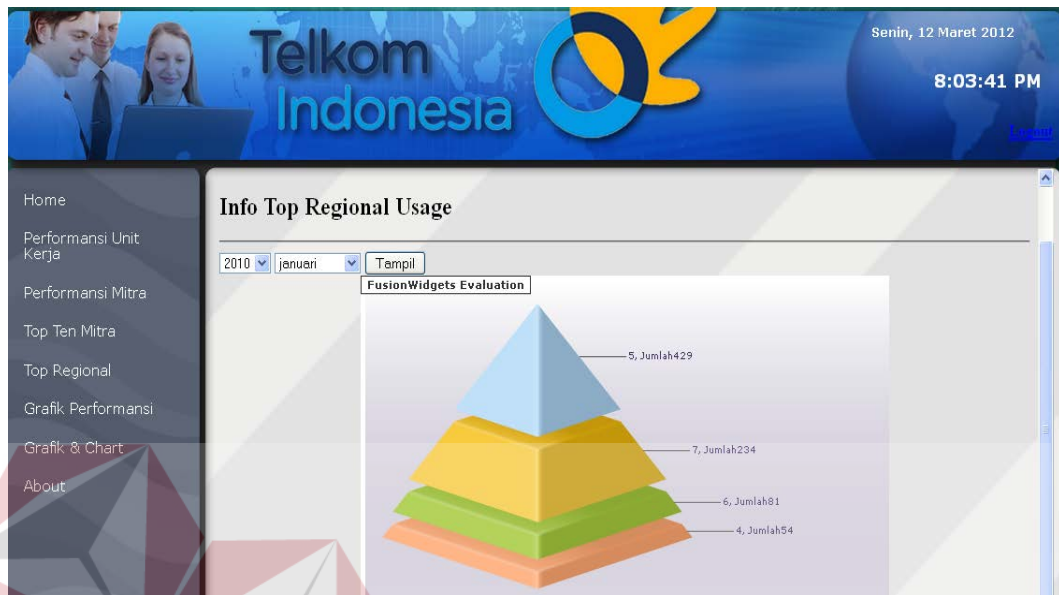 Telkom
Indonesia
Senin, 12 Maret 2012
8:03:41 PM
Logout
Home
Performansi Unit
Kerja
Performansi Mitra
Top Ten Mitra
Top Regional
Grafik Performansi
Grafik & Chart
About
Info Top Regional Usage
2010 januari Tampil
FusionWidgets Evaluation
5, Jumlah429
7, Jumlah234
6, Jumlah81
4, Jumlah54